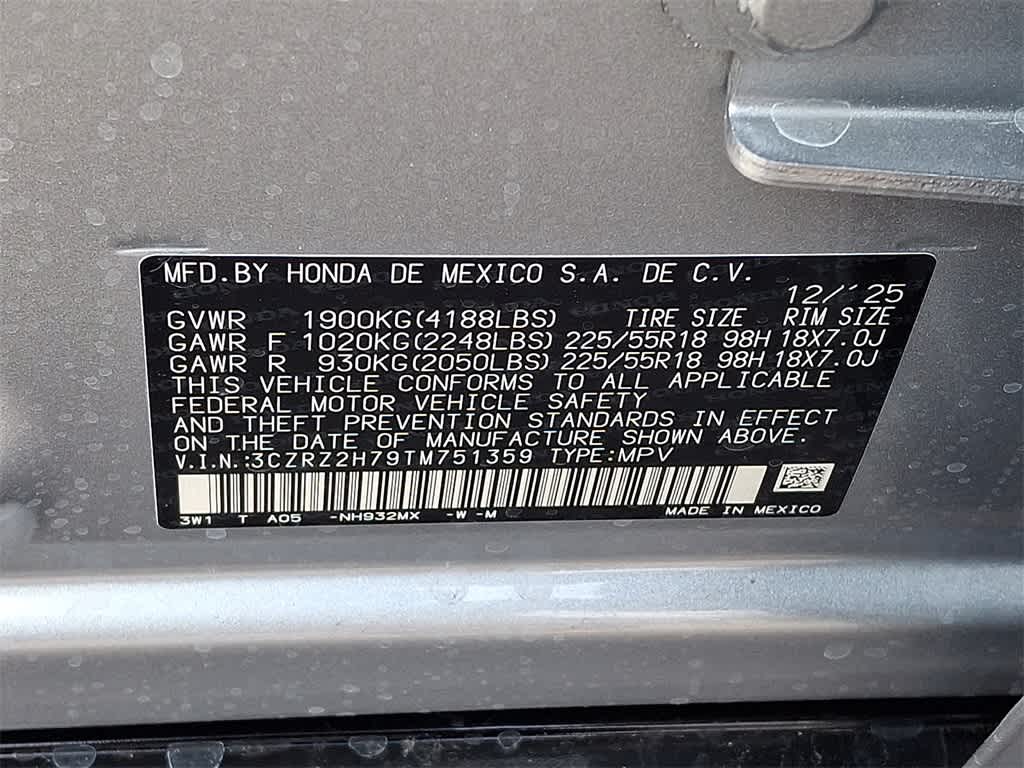 MFD.BY HONDA DE MEXICO S.A. DE C.V.
12/'25
GVWR 1900KG(4188LBS) TIRE SIZE RIM SIZE
GAWR F 1020KG(2248LBS) 225/55R18 98H 18X7.0J
GAWR R 930KG(2050LBS) 225/55R18 98H 18X7.0J
THIS VEHICLE CONFORMS TO ALL APPLICABLE
FEDERAL MOTOR VEHICLE SAFETY
AND THEFT PREVENTION STANDARDS IN EFFECT
ON THE DATE OF MANUFACTURE SHOWN ABOVE.
V.I.N.:3CZRZ2H79TM751359 TYPE:MPV
3W1 T A05 -NH932MX -W -M MADE IN MEXICO